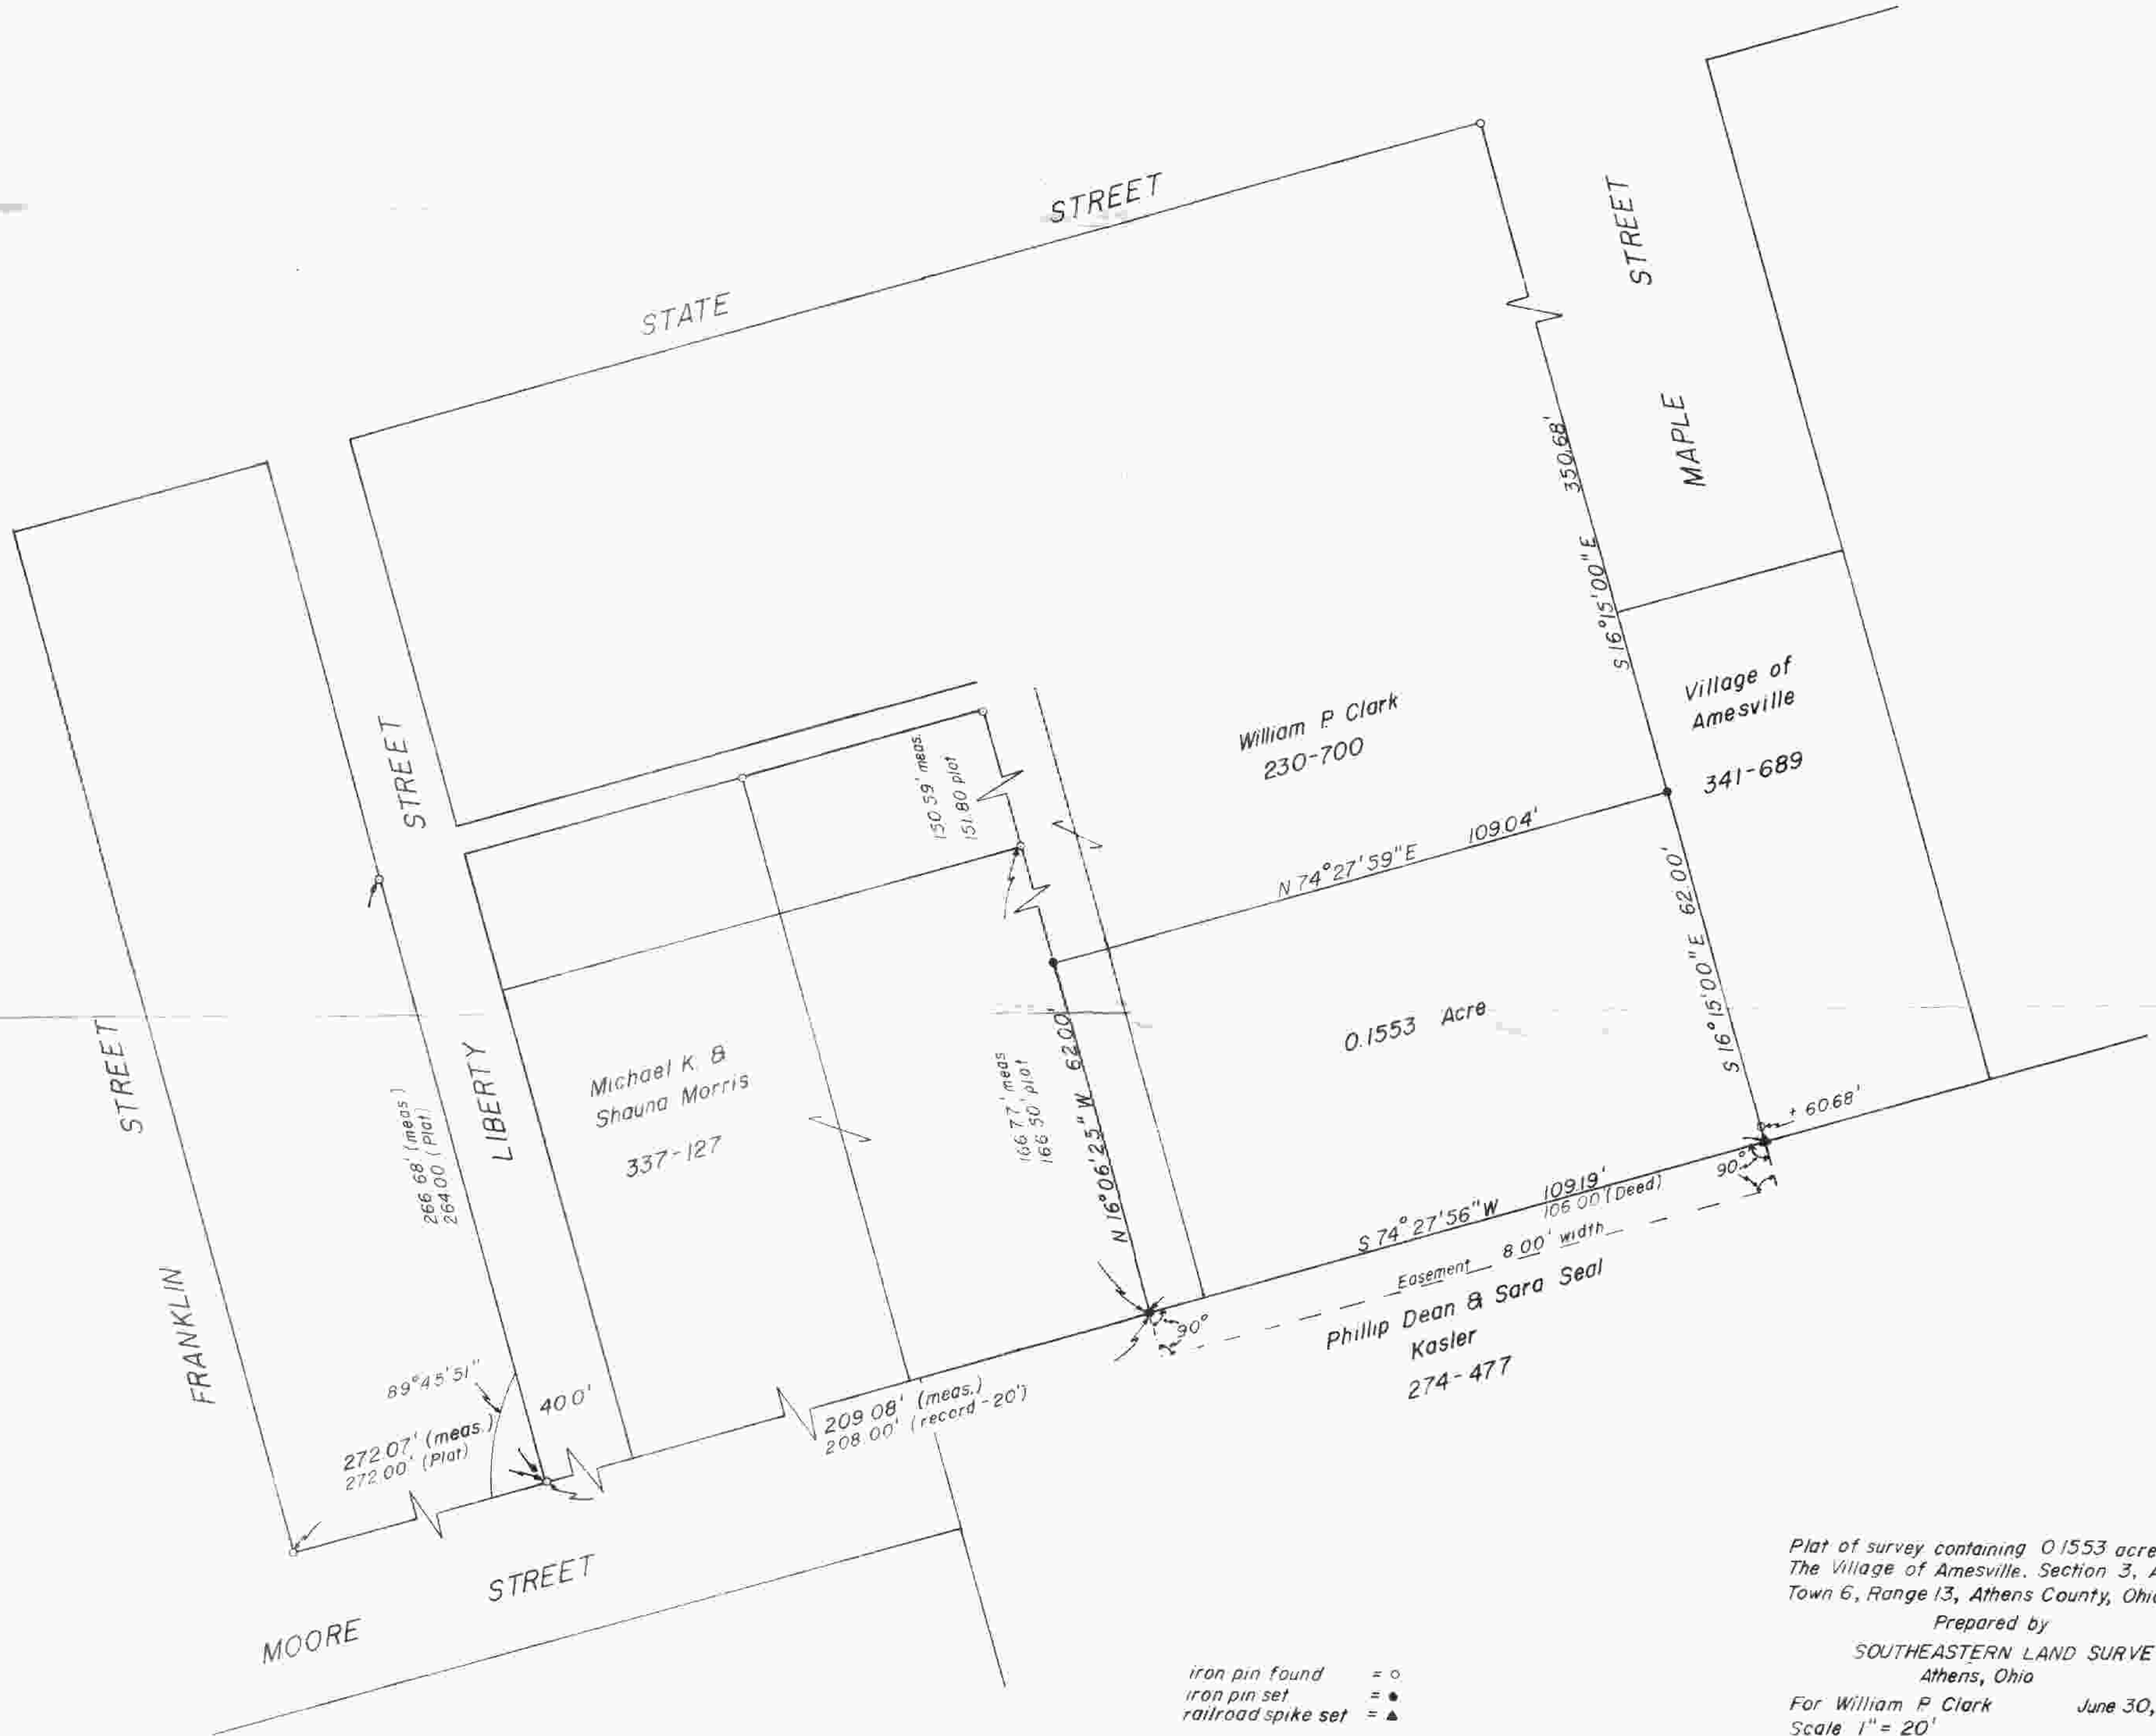 STATE STREET
MAPLE STREET
350.68'
S 16°15'00"E
Village of
Amesville
341-689
William P. Clark
230-700
N 74°27'59"E 109.04'
S 16°15'00"E 62.00'
0.1553 Acre
± 60.68'
90°
S 74°27'56"W 109.19'
106.00 (Deed)
Easement 8.00' width
Phillip Dean & Sara Seal
Kasler
274-477
90°
N 16°06'25"W 62.00'
166.77' meas
166.50' plat
150.59' meas.
151.80 plat
Michael K. &
Shauna Morris
337-127
LIBERTY STREET
266.68' (meas.)
264.00 (Plat)
FRANKLIN STREET
89°45'51"
40.0'
272.07' (meas.)
272.00' (Plat)
209.08' (meas.)
208.00' (record-20')
MOORE STREET
iron pin found = ○
iron pin set = ●
railroad spike set = ▲
Plat of survey containing 0.1553 acre
The Village of Amesville. Section 3, A
Town 6, Range 13, Athens County, Ohio
Prepared by
SOUTHEASTERN LAND SURVE
Athens, Ohio
For William P. Clark June 30,
Scale 1" = 20'